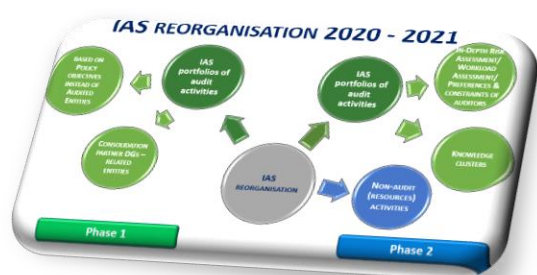 IAS REORGANISATION 2020 - 2021
BASED ON
POLICY
OBJECTIVES
INSTEAD OF
AUDITED
ENTITIES
IAS
portfolios of
audit
activities
CONSOLIDATION
PARTNER DGS –
RELATED
ENTITIES
IAS
REORGANISATION
IAS
portfolios of
audit
activities
IN-DEPTH RISK
ASSESSMENT/
WORKLOAD
ASSESSMENT/
PREFERENCES &
CONSTRAINTS OF
AUDITORS
KNOWLEDGE
CLUSTERS
NON-AUDIT
(RESOURCES)
ACTIVITIES
Phase 1
Phase 2